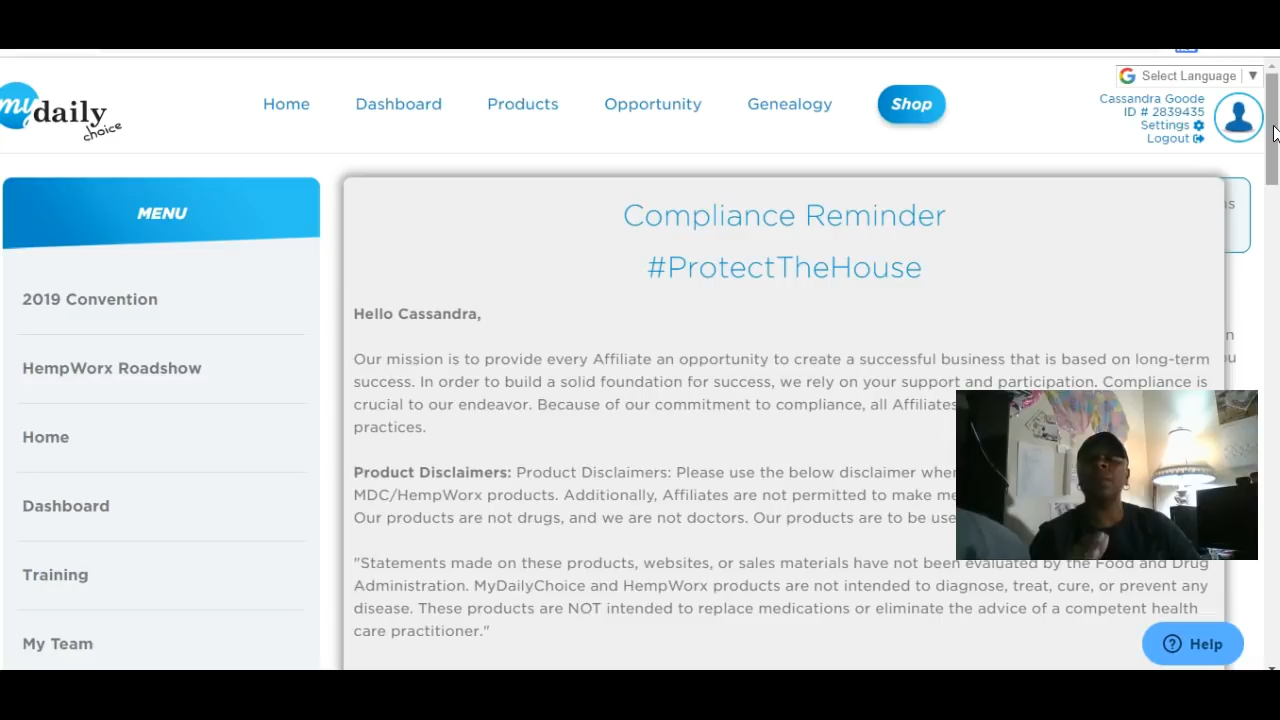 Select Language ▼
my daily choice
Home
Dashboard
Products
Opportunity
Genealogy
Shop
Cassandra Goode
ID # 2839435
Settings
Logout
MENU
2019 Convention
HempWorx Roadshow
Home
Dashboard
Training
My Team
Compliance Reminder
#ProtectTheHouse
Hello Cassandra,
Our mission is to provide every Affiliate an opportunity to create a successful business that is based on long-term
success. In order to build a solid foundation for success, we rely on your support and participation. Compliance is
crucial to our endeavor. Because of our commitment to compliance, all Affiliates
practices.
Product Disclaimers: Product Disclaimers: Please use the below disclaimer
MDC/HempWorx products. Additionally, Affiliates are not permitted to make
Our products are not drugs, and we are not doctors. Our products are to be
"Statements made on these products, websites, or sales materials have not been evaluated by the Food and Drug
Administration. MyDailyChoice and HempWorx products are not intended to diagnose, treat, cure, or prevent any
disease. These products are NOT intended to replace medications or eliminate the advice of a competent health
care practitioner."
Help